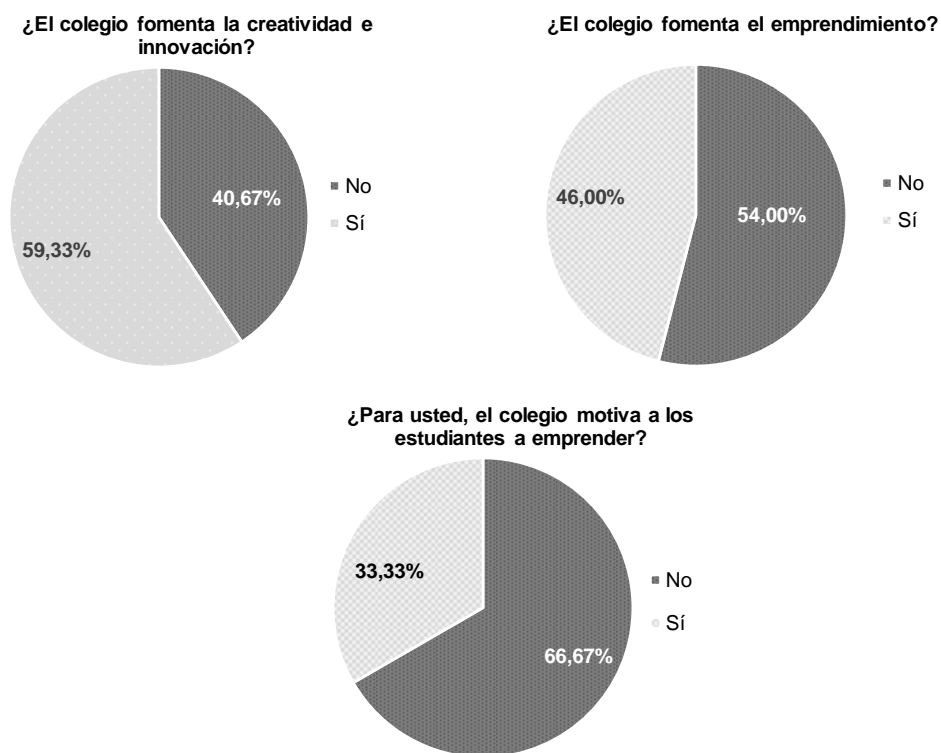 ¿El colegio fomenta la creatividad e
innovación?
40,67%
59,33%
No
Sí
¿El colegio fomenta el emprendimiento?
46,00%
54,00%
No
Sí
¿Para usted, el colegio motiva a los
estudiantes a emprender?
33,33%
66,67%
No
Sí